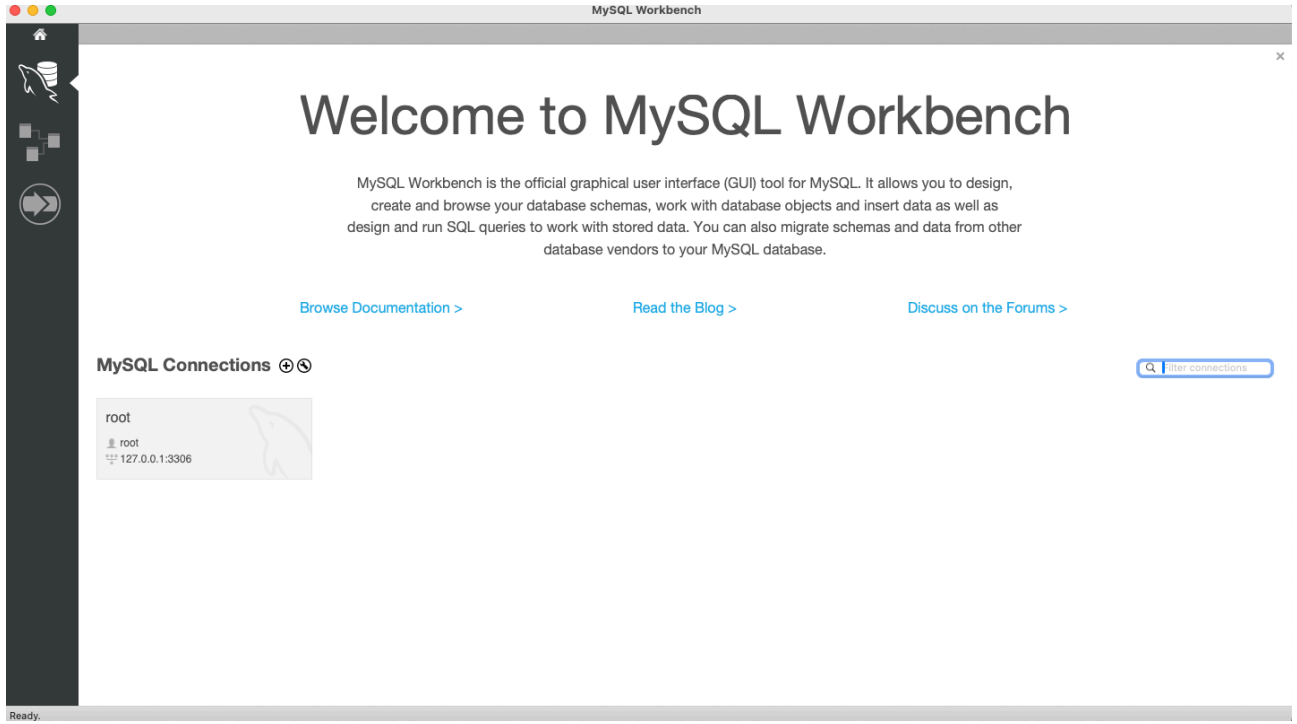 MySQL Workbench
Welcome to MySQL Workbench
MySQL Workbench is the official graphical user interface (GUI) tool for MySQL. It allows you to design,
create and browse your database schemas, work with database objects and insert data as well as
design and run SQL queries to work with stored data. You can also migrate schemas and data from other
database vendors to your MySQL database.
Browse Documentation >
Read the Blog >
Discuss on the Forums >
MySQL Connections
Filter connections
root
root
127.0.0.1:3306
Ready.